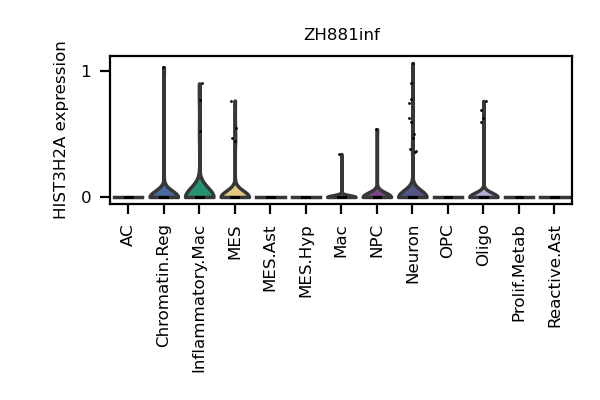 ZH881inf
HIST3H2A expression
1
0
AC
Chromatin.Reg
Inflammatory.Mac
MES
MES.Ast
MES.Hyp
Mac
NPC
Neuron
OPC
Oligo
Prolif.Metab
Reactive.Ast